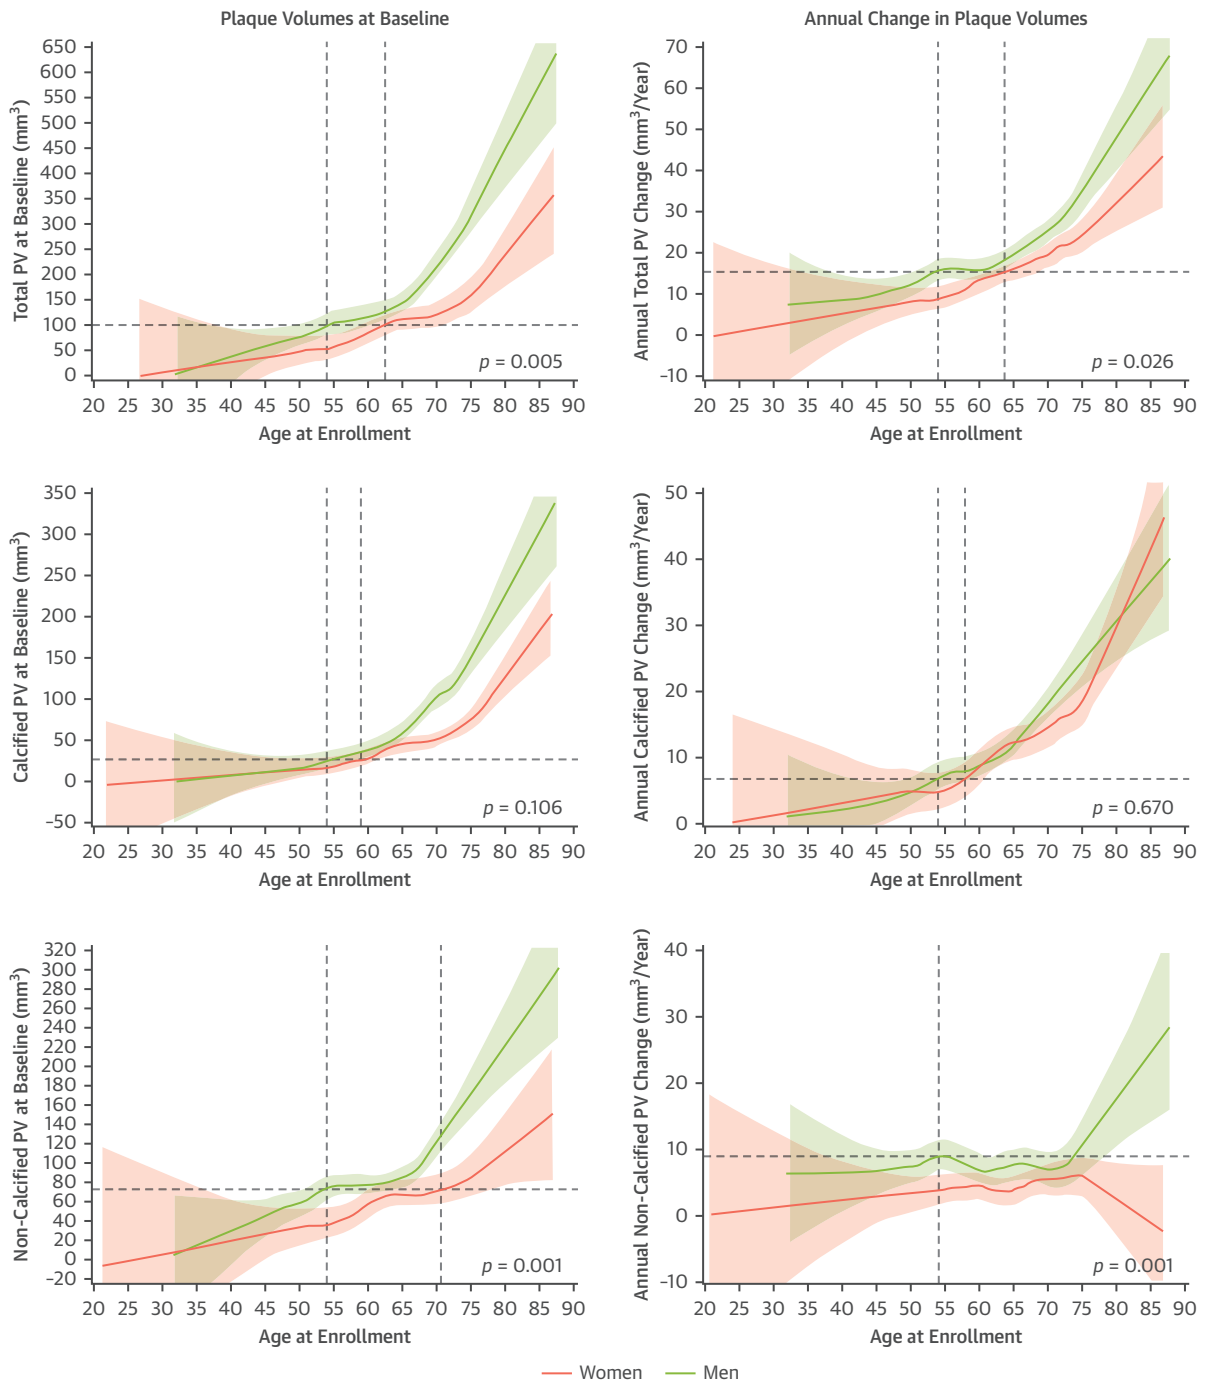 Plaque Volumes at Baseline
Total PV at Baseline (mm³)
650
600
550
500
450
400
350
300
250
200
150
100
50
0
p = 0.005
20 25 30 35 40 45 50 55 60 65 70 75 80 85 90
Age at Enrollment
Annual Change in Plaque Volumes
Annual Total PV Change (mm³/Year)
70
60
50
40
30
20
10
0
-10
p = 0.026
20 25 30 35 40 45 50 55 60 65 70 75 80 85 90
Age at Enrollment
Calcified PV at Baseline (mm³)
350
300
250
200
150
100
50
0
-50
p = 0.106
20 25 30 35 40 45 50 55 60 65 70 75 80 85 90
Age at Enrollment
Annual Calcified PV Change (mm³/Year)
50
40
30
20
10
0
p = 0.670
20 25 30 35 40 45 50 55 60 65 70 75 80 85 90
Age at Enrollment
Non-Calcified PV at Baseline (mm³)
320
300
280
260
240
220
200
180
160
140
120
100
80
60
40
20
0
-20
p = 0.001
20 25 30 35 40 45 50 55 60 65 70 75 80 85 90
Age at Enrollment
Annual Non-Calcified PV Change (mm³/Year)
40
30
20
10
0
-10
p = 0.001
20 25 30 35 40 45 50 55 60 65 70 75 80 85 90
Age at Enrollment
Women Men